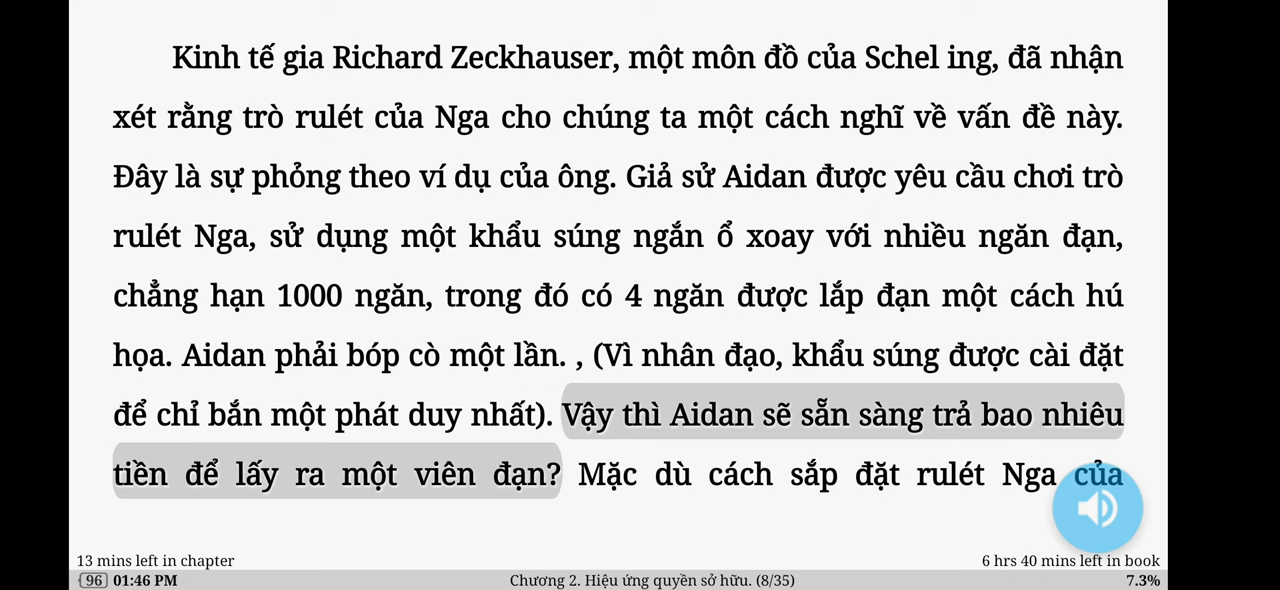 Kinh tế gia Richard Zeckhauser, một môn đồ của Schel ing, đã nhận
xét rằng trò rulét của Nga cho chúng ta một cách nghĩ về vấn đề này.
Đây là sự phỏng theo ví dụ của ông. Giả sử Aidan được yêu cầu chơi trò
rulét Nga, sử dụng một khẩu súng ngắn ổ xoay với nhiều ngăn đạn,
chẳng hạn 1000 ngăn, trong đó có 4 ngăn được lắp đạn một cách hú
họa. Aidan phải bóp cò một lần. , (Vì nhân đạo, khẩu súng được cài đặt
để chỉ bắn một phát duy nhất). Vậy thì Aidan sẽ sẵn sàng trả bao nhiêu
tiền để lấy ra một viên đạn? Mặc dù cách sắp đặt rulét Nga của
13 mins left in chapter 6 hrs 40 mins left in book
96 01:46 PM Chương 2. Hiệu ứng quyền sở hữu. (8/35) 7.3%